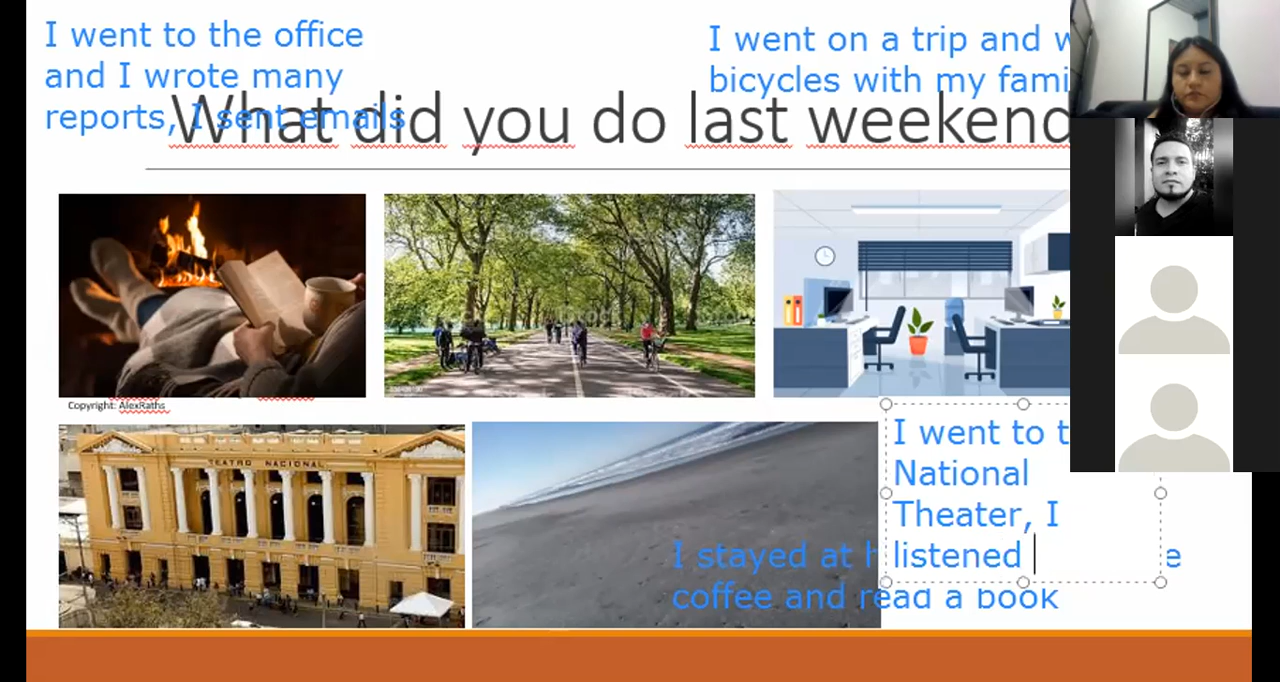 I went to the office
and I wrote many
reports, I sent emails
I went on a trip and
bicycles with my
What did you do last weekend
Copyright: AlexRaths
iStock
TEATRO NACIONAL
I went to
National
Theater, I
listened
I stayed at
coffee and read a book